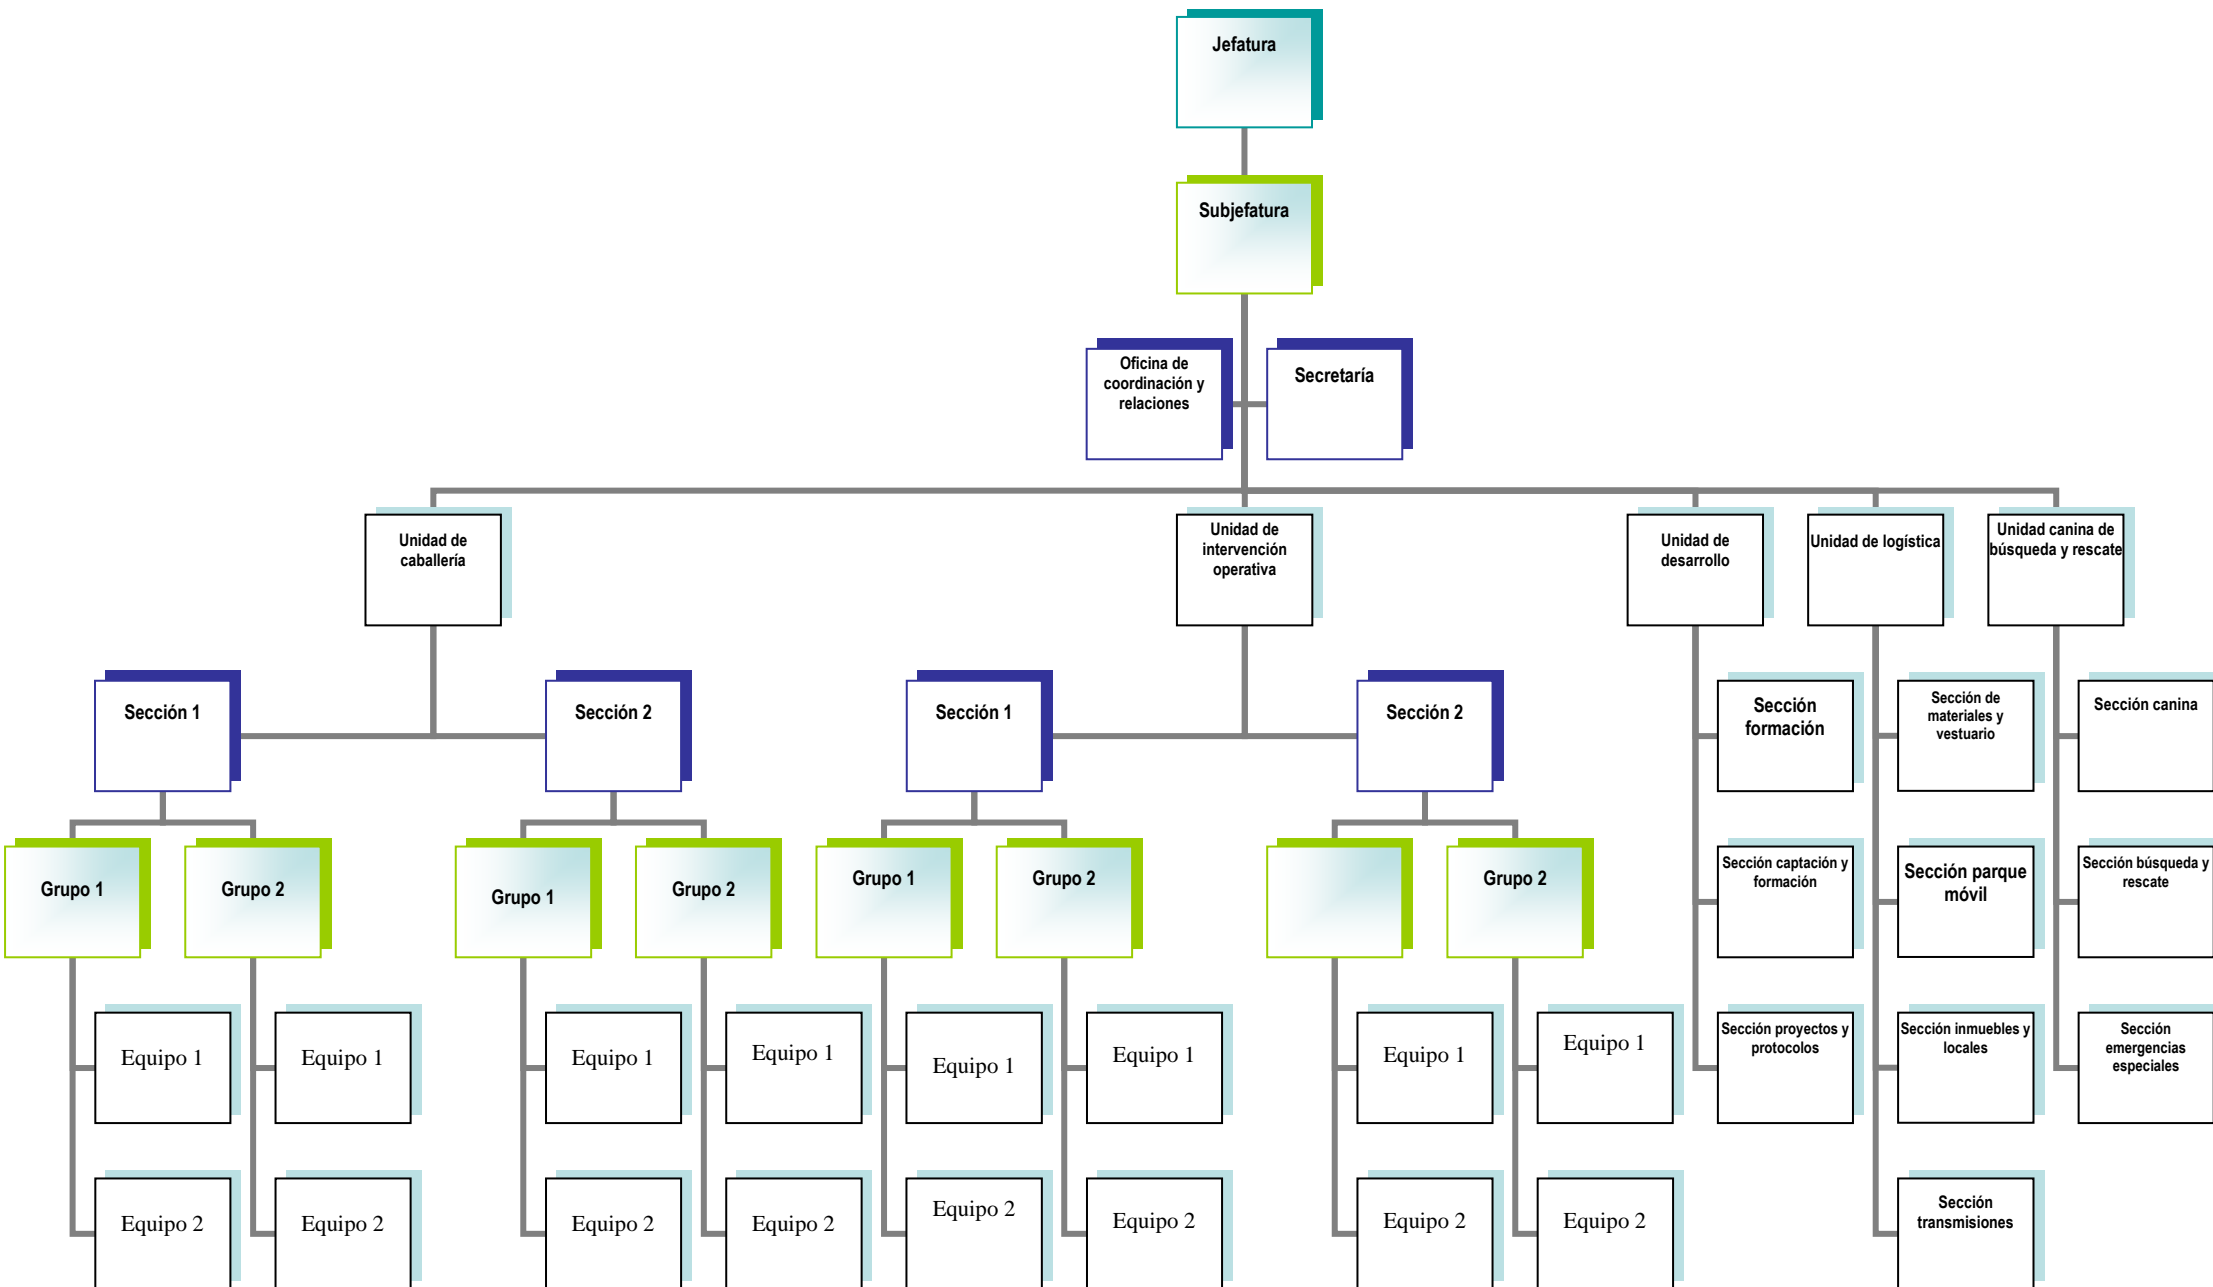 Jefatura
Subjefatura
Oficina de
coordinación y
relaciones
Secretaría
Unidad de
caballería
Unidad de
intervención
operativa
Unidad de
desarrollo
Unidad de logística
Unidad canina de
búsqueda y rescate
Sección 1
Sección 2
Sección 1
Sección 2
Sección
formación
Sección de
materiales y
vestuario
Sección canina
Grupo 1
Grupo 2
Grupo 1
Grupo 2
Grupo 1
Grupo 2
Grupo 2
Sección captación y
formación
Sección parque
móvil
Sección búsqueda y
rescate
Equipo 1
Equipo 1
Equipo 1
Equipo 1
Equipo 1
Equipo 1
Equipo 1
Equipo 1
Sección proyectos y
protocolos
Sección inmuebles y
locales
Sección
emergencias
especiales
Equipo 2
Equipo 2
Equipo 2
Equipo 2
Equipo 2
Equipo 2
Equipo 2
Equipo 2
Sección
transmisiones